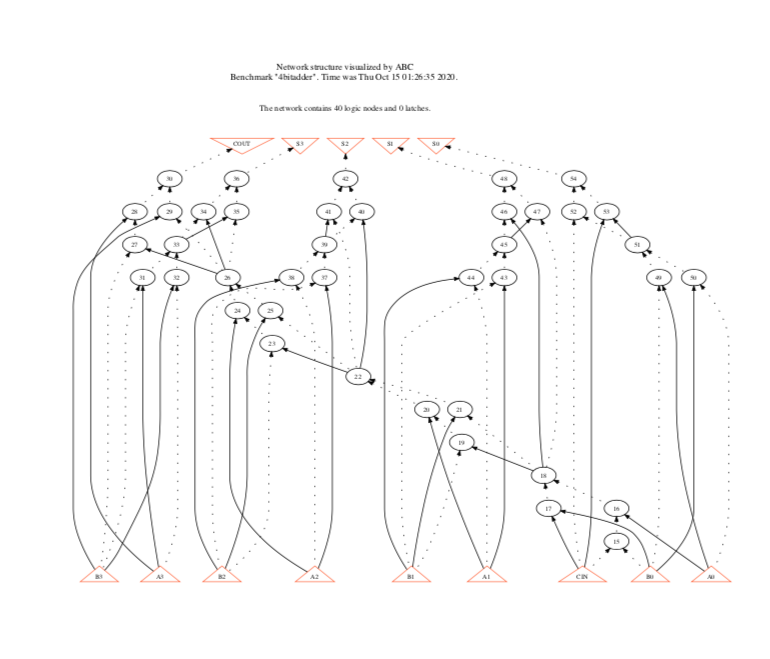 Network structure visualized by ABC
Benchmark "4bitadder". Time was Thu Oct 15 01:26:35 2020.
The network contains 40 logic nodes and 0 latches.
COUT S3 S2 S1 S0
30 36 42 48 54
28 29 34 35 41 40 46 47 52 53
27 33 39 45 51
31 32 26 38 37 44 43 49 50
24 25
23
22
20 21
19
18
17 16
15
B3 A3 B2 A2 B1 A1 CIN B0 A0